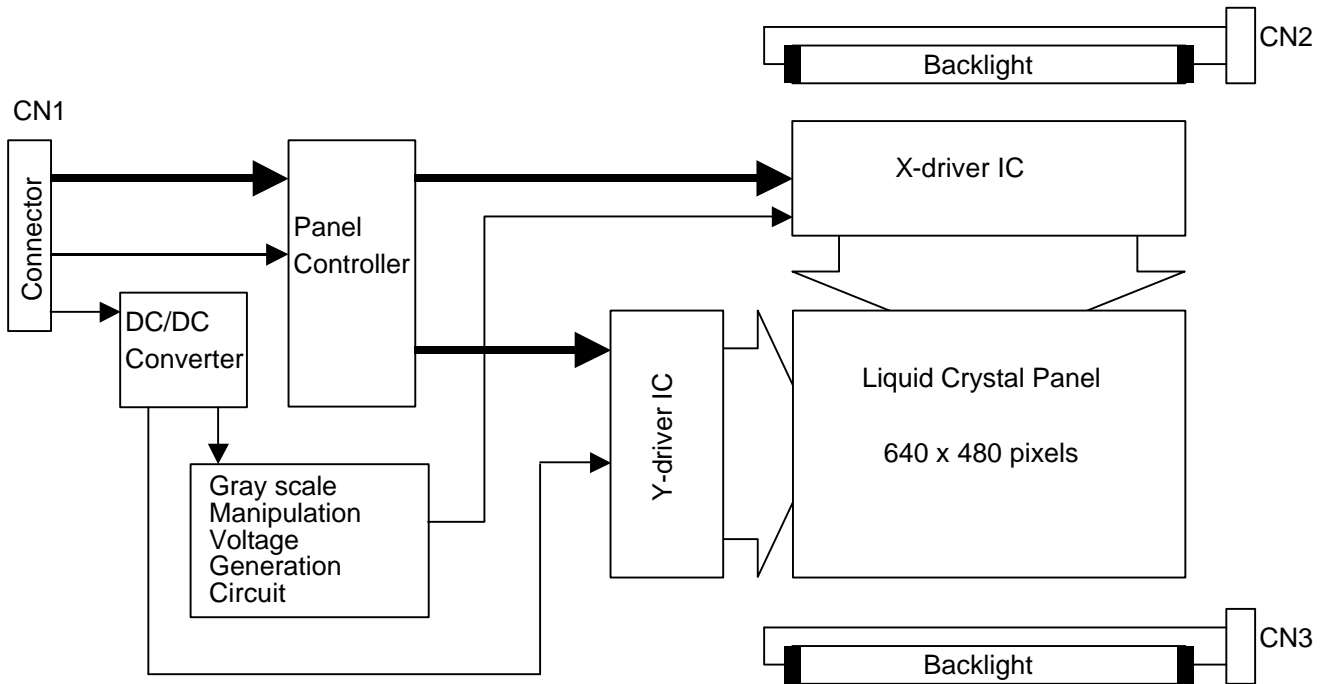 CN2
Backlight
CN1
Connector
Panel
Controller
X-driver IC
DC/DC
Converter
Y-driver IC
Liquid Crystal Panel
640 x 480 pixels
Gray scale
Manipulation
Voltage
Generation
Circuit
CN3
Backlight